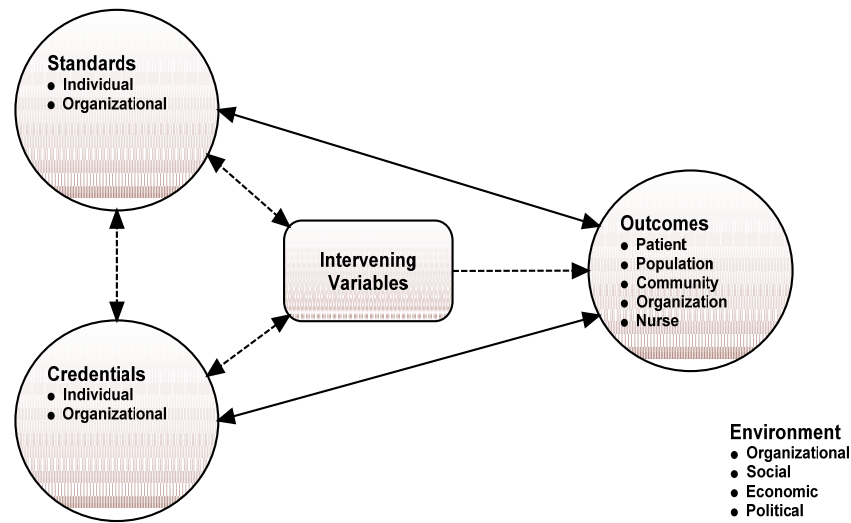 Standards
● Individual
● Organizational
Intervening
Variables
Outcomes
● Patient
● Population
● Community
● Organization
● Nurse
Credentials
● Individual
● Organizational
Environment
● Organizational
● Social
● Economic
● Political